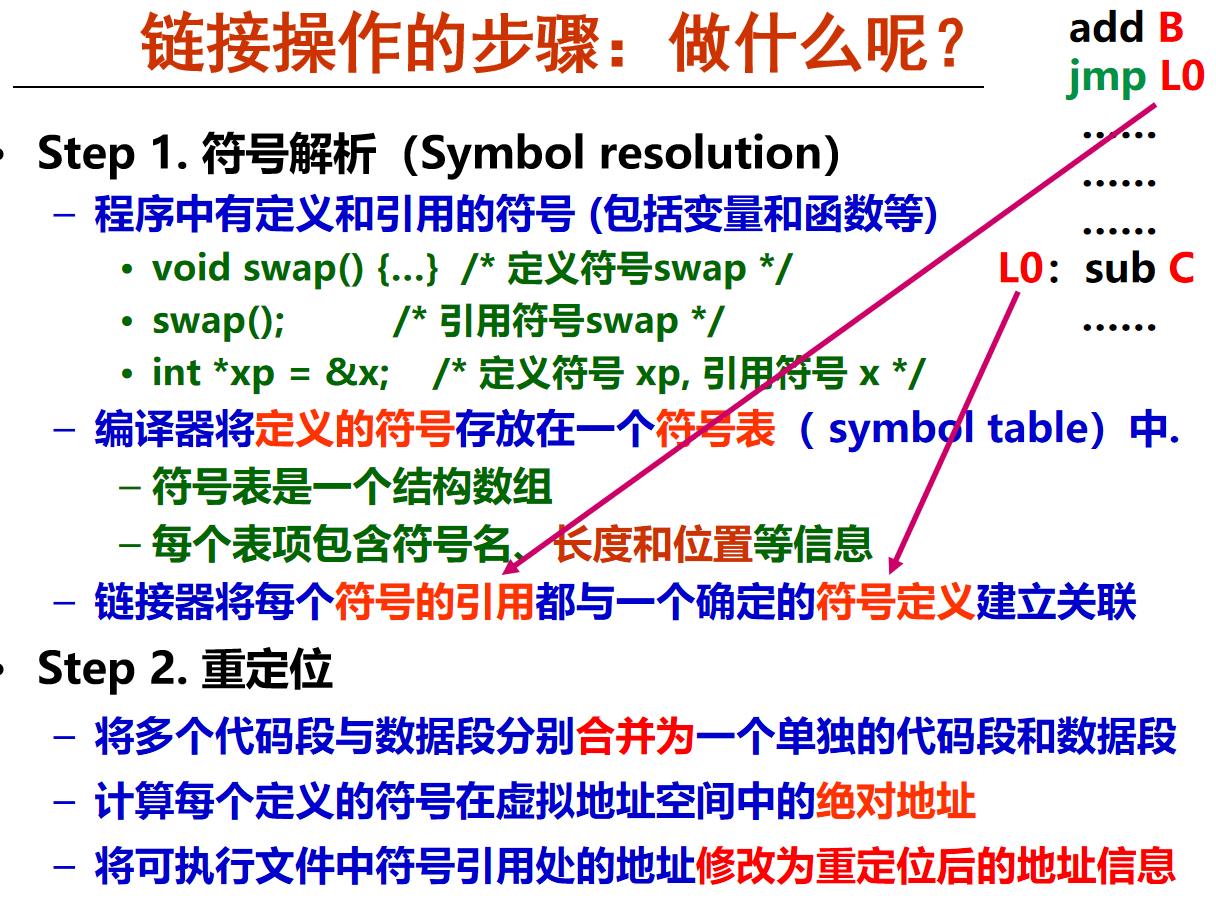 链接操作的步骤：做什么呢？
add B
jmp L0
……
……
……
L0：sub C
……
• Step 1. 符号解析（Symbol resolution）
– 程序中有定义和引用的符号 (包括变量和函数等)
• void swap() {…} /* 定义符号swap */
• swap(); /* 引用符号swap */
• int *xp = &x; /* 定义符号 xp, 引用符号 x */
– 编译器将定义的符号存放在一个符号表（ symbol table）中.
– 符号表是一个结构数组
– 每个表项包含符号名、长度和位置等信息
– 链接器将每个符号的引用都与一个确定的符号定义建立关联
• Step 2. 重定位
– 将多个代码段与数据段分别合并为一个单独的代码段和数据段
– 计算每个定义的符号在虚拟地址空间中的绝对地址
– 将可执行文件中符号引用处的地址修改为重定位后的地址信息